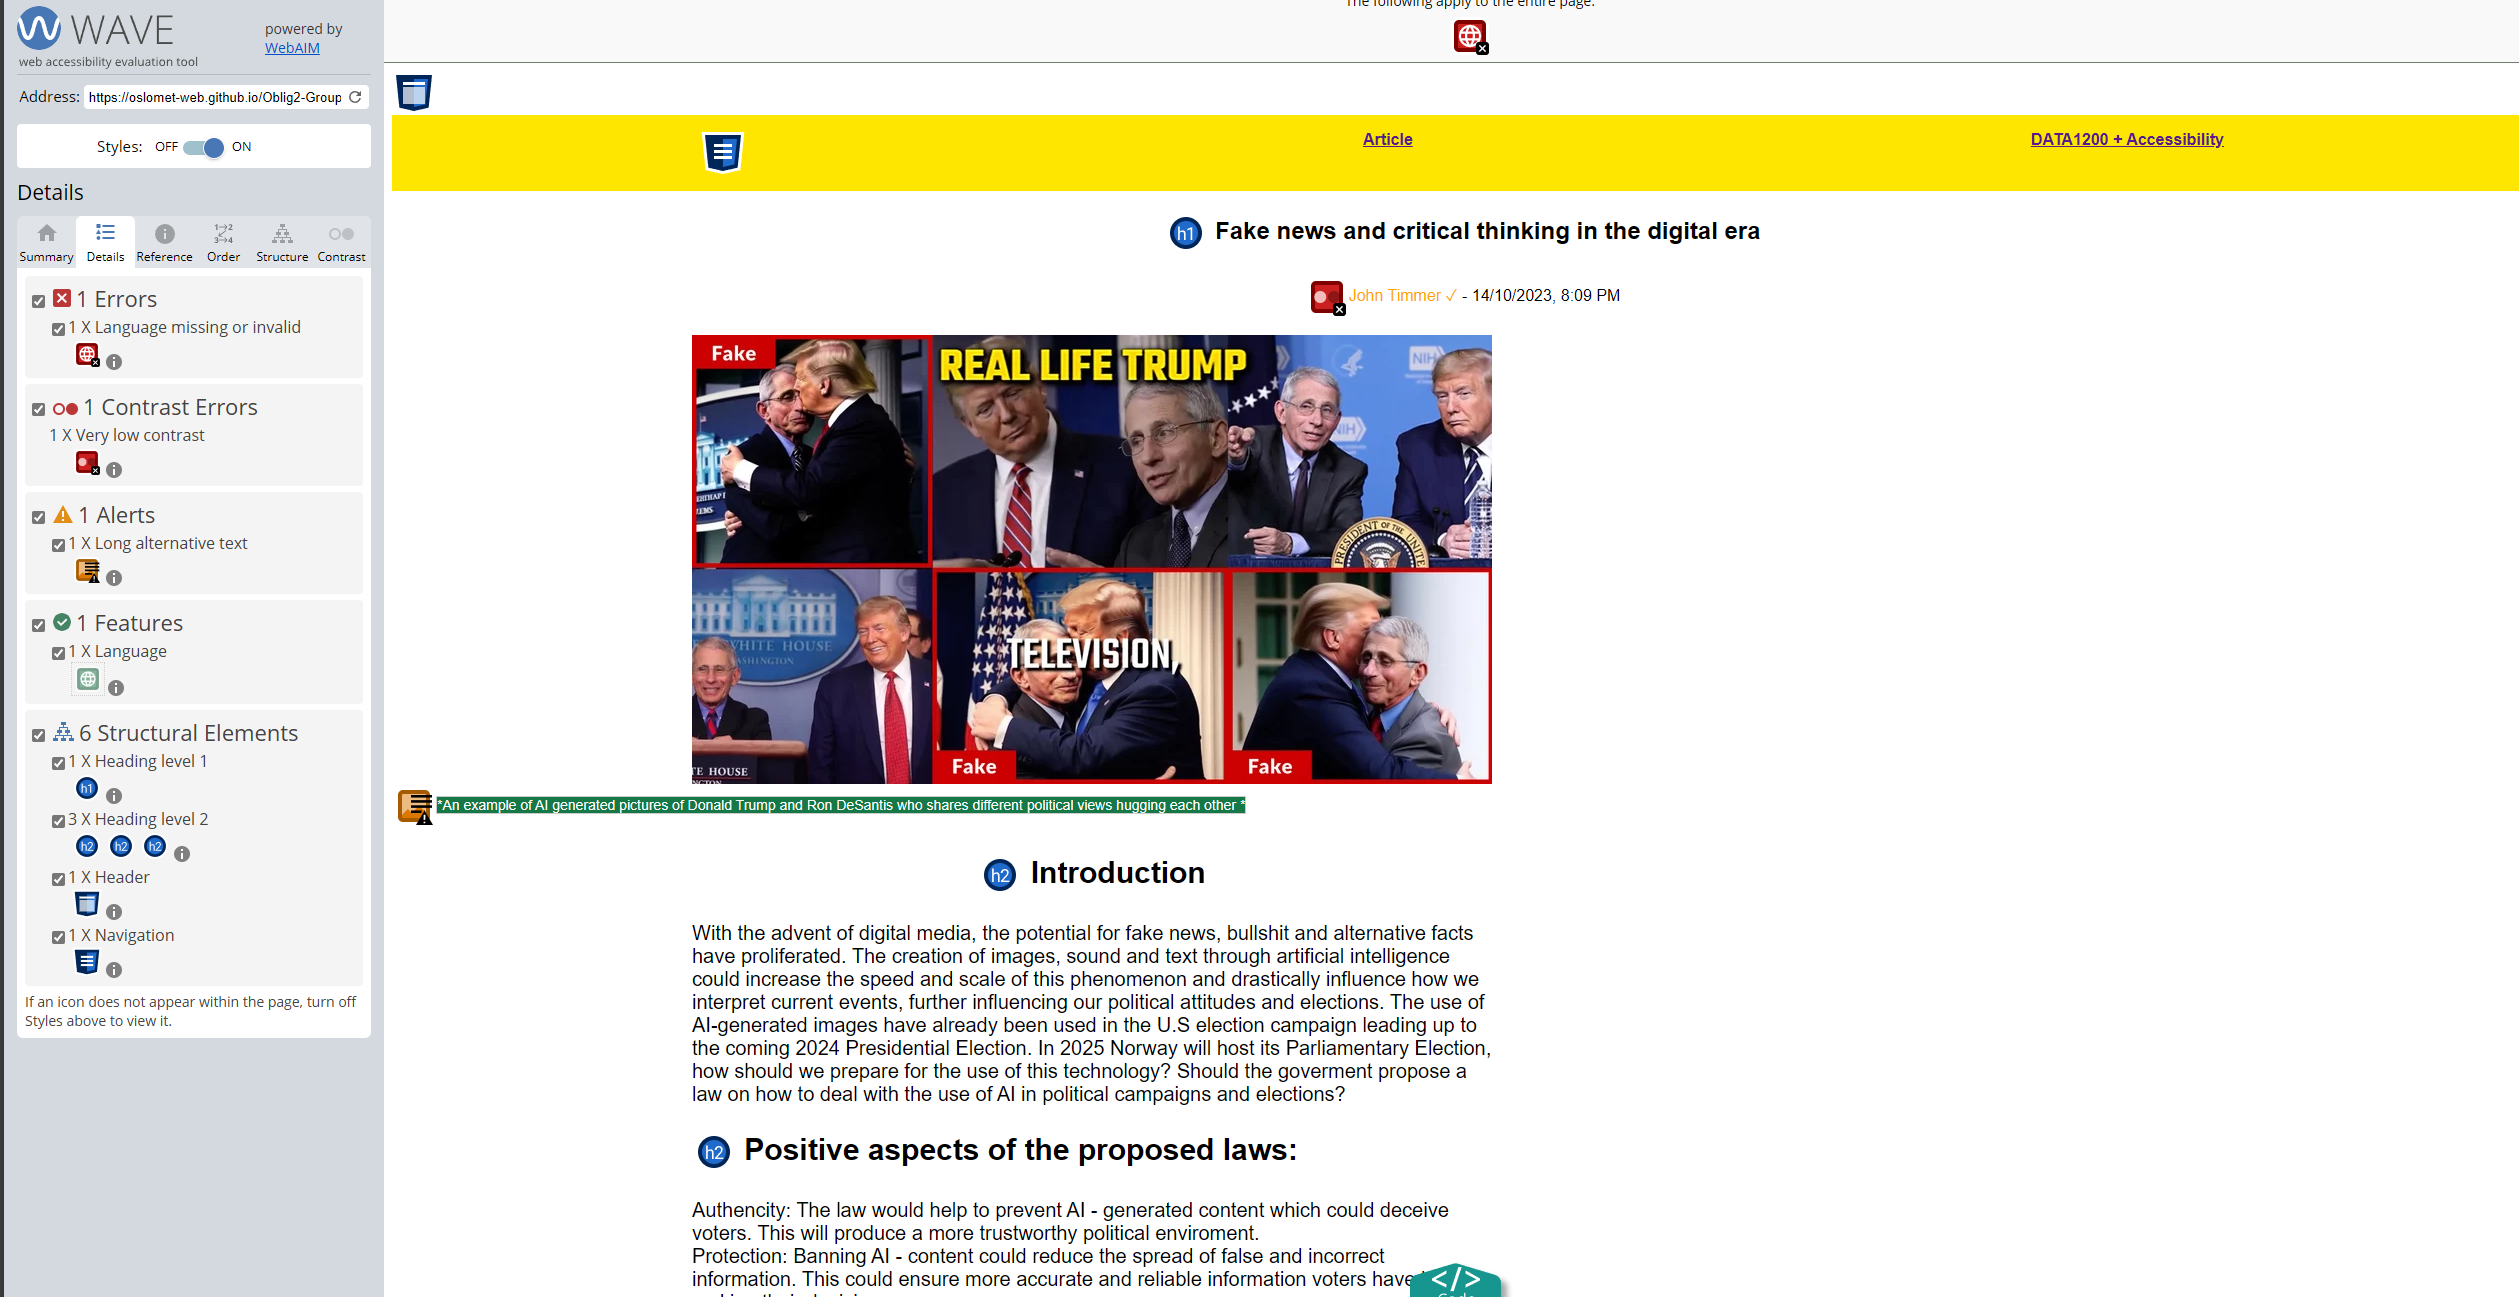 WAVE
powered by
WebAIM
web accessibility evaluation tool
Address: https://oslomet-web.github.io/Oblig2-Group
Styles: OFF ON
Details
Summary Details Reference Order Structure Contrast
1 Errors
1 X Language missing or invalid
1 Contrast Errors
1 X Very low contrast
1 Alerts
1 X Long alternative text
1 Features
1 X Language
6 Structural Elements
1 X Heading level 1
h1
3 X Heading level 2
h2 h2 h2
1 X Header
1 X Navigation
If an icon does not appear within the page, turn off
Styles above to view it.
The following apply to the entire page:
Article
DATA1200 + Accessibility
h1 Fake news and critical thinking in the digital era
John Timmer ✓ - 14/10/2023, 8:09 PM
Fake
REAL LIFE TRUMP
NIH
NIH
PRESIDENT OF THE UNITE
WHITE HOUSE
WASHINGTON
TELEVISION,
TE HOUSE
Fake
Fake
*An example of AI generated pictures of Donald Trump and Ron DeSantis who shares different political views hugging each other *
h2 Introduction
With the advent of digital media, the potential for fake news, bullshit and alternative facts
have proliferated. The creation of images, sound and text through artificial intelligence
could increase the speed and scale of this phenomenon and drastically influence how we
interpret current events, further influencing our political attitudes and elections. The use of
AI-generated images have already been used in the U.S election campaign leading up to
the coming 2024 Presidential Election. In 2025 Norway will host its Parliamentary Election,
how should we prepare for the use of this technology? Should the goverment propose a
law on how to deal with the use of AI in political campaigns and elections?
h2 Positive aspects of the proposed laws:
Authencity: The law would help to prevent AI - generated content which could deceive
voters. This will produce a more trustworthy political enviroment.
Protection: Banning AI - content could reduce the spread of false and incorrect
information. This could ensure more accurate and reliable information voters have
</>